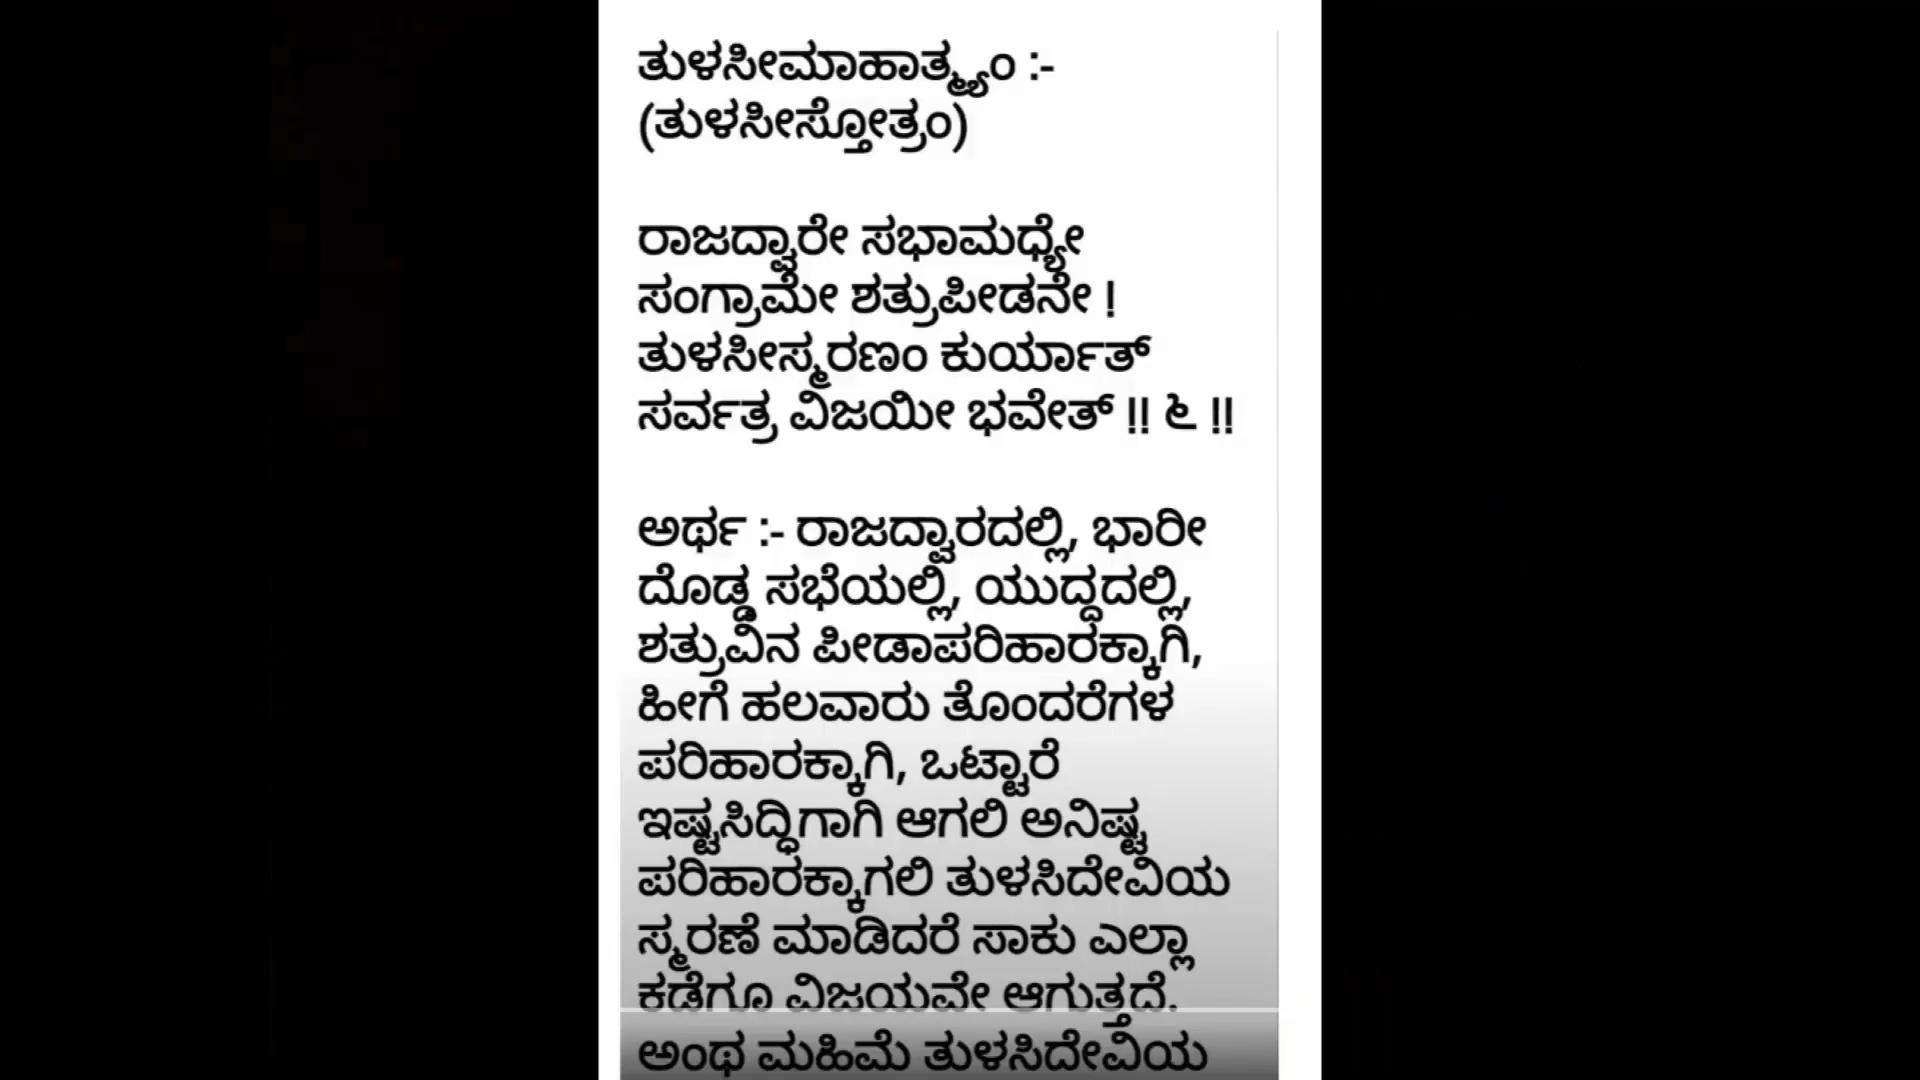 ತುಳಸೀಮಾಹಾತ್ಮ್ಯಂ :-
(ತುಳಸೀಸ್ತೋತ್ರಂ)
ರಾಜದ್ವಾರೇ ಸಭಾಮಧ್ಯೇ
ಸಂಗ್ರಾಮೇ ಶತ್ರುಪೀಡನೇ !
ತುಳಸೀಸ್ಮರಣಂ ಕುರ್ಯಾತ್
ಸರ್ವತ್ರ ವಿಜಯೀ ಭವೇತ್ !! ೬ !!
ಅರ್ಥ :- ರಾಜದ್ವಾರದಲ್ಲಿ, ಭಾರೀ
ದೊಡ್ಡ ಸಭೆಯಲ್ಲಿ, ಯುದ್ಧದಲ್ಲಿ,
ಶತ್ರುವಿನ ಪೀಡಾಪರಿಹಾರಕ್ಕಾಗಿ,
ಹೀಗೆ ಹಲವಾರು ತೊಂದರೆಗಳ
ಪರಿಹಾರಕ್ಕಾಗಿ, ಒಟ್ಟಾರೆ
ಇಷ್ಟಸಿದ್ಧಿಗಾಗಿ ಆಗಲಿ ಅನಿಷ್ಟ
ಪರಿಹಾರಕ್ಕಾಗಲಿ ತುಳಸಿದೇವಿಯ
ಸ್ಮರಣೆ ಮಾಡಿದರೆ ಸಾಕು ಎಲ್ಲಾ
ಕಡೆಗೂ ವಿಜಯವೇ ಆಗುತ್ತದೆ.
ಅಂಥ ಮಹಿಮೆ ತುಳಸಿದೇವಿಯ